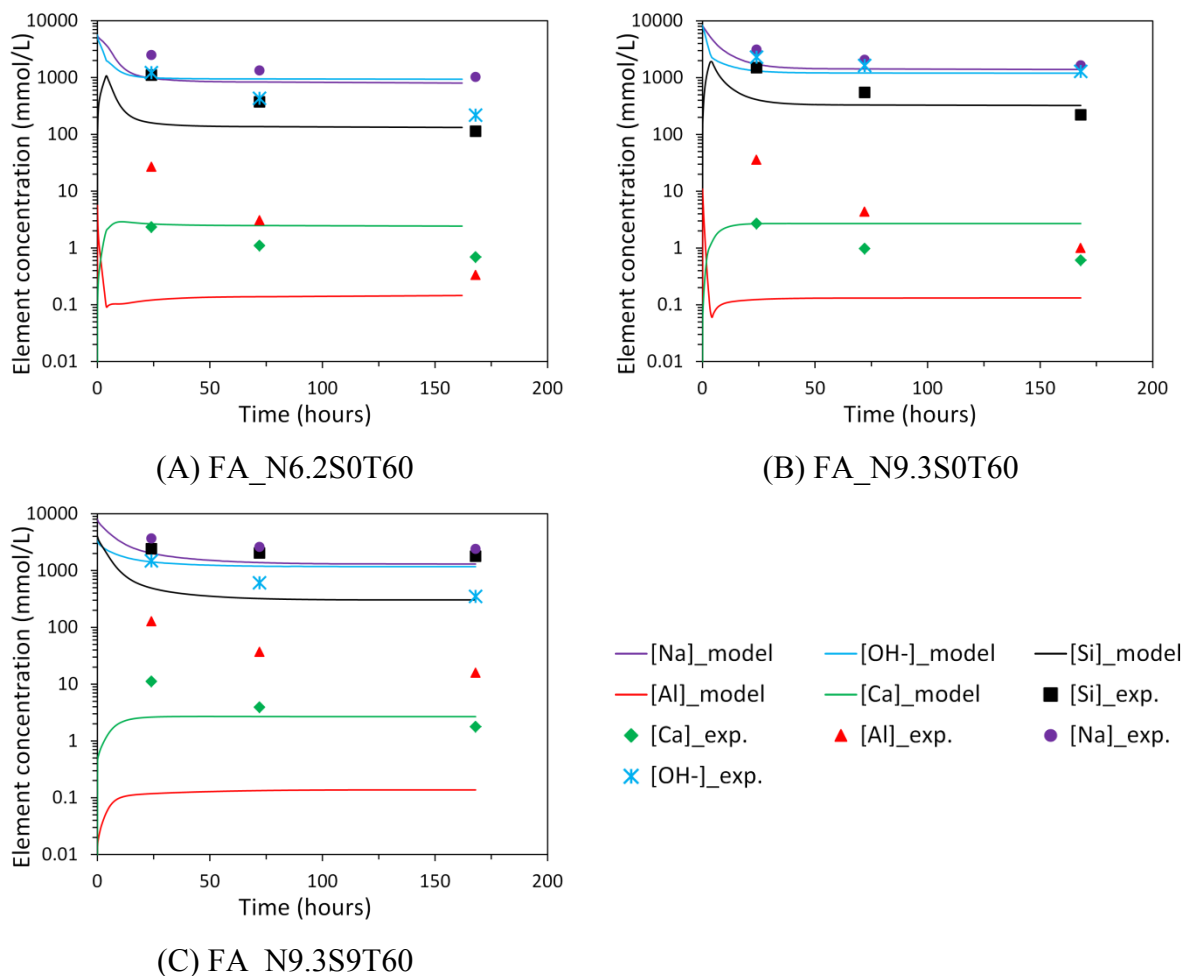 Element concentration (mmol/L)
10000
1000
100
10
1
0.1
0.01
0 50 100 150 200
Time (hours)
(A) FA_N6.2S0T60
Element concentration (mmol/L)
10000
1000
100
10
1
0.1
0.01
0 50 100 150 200
Time (hours)
(B) FA_N9.3S0T60
Element concentration (mmol/L)
10000
1000
100
10
1
0.1
0.01
0 50 100 150 200
Time (hours)
(C) FA_N9.3S9T60
[Na]_model [OH-]_model [Si]_model
[Al]_model [Ca]_model [Si]_exp.
[Ca]_exp. [Al]_exp. [Na]_exp.
[OH-]_exp.